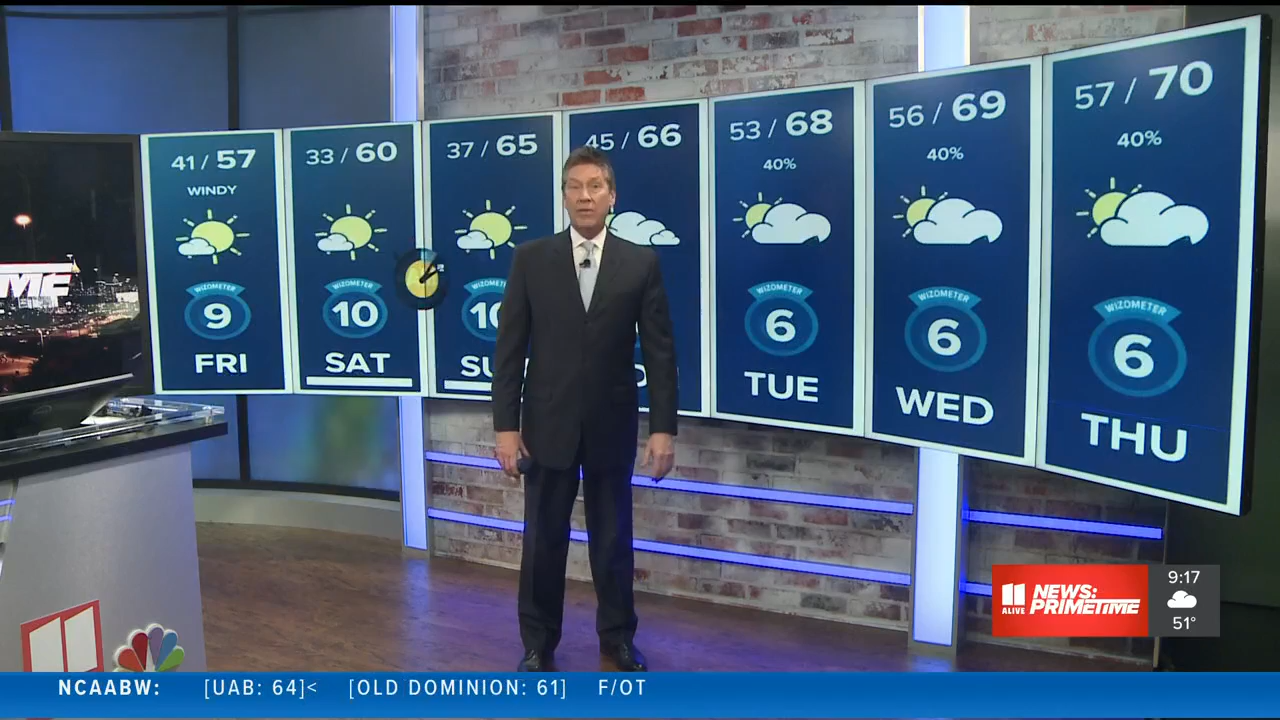 41 / 57
WINDY
WIZOMETER
9
FRI
33 / 60
WIZOMETER
10
SAT
37 / 65
WIZOMETER
45 / 66
53 / 68
40%
WIZOMETER
6
TUE
56 / 69
40%
WIZOMETER
6
WED
57 / 70
40%
WIZOMETER
6
THU
11
ALIVE
NEWS:
PRIMETIME
9:17
51°
NCAABW: [UAB: 64]< [OLD DOMINION: 61] F/OT